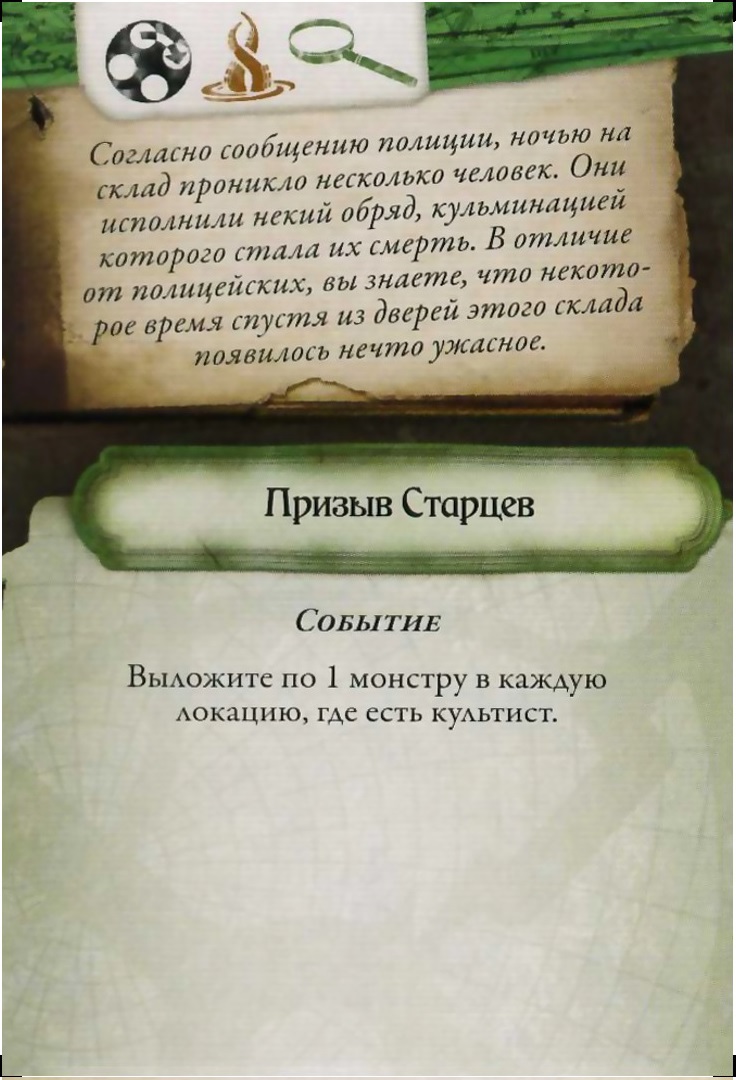 Согласно сообщению полиции, ночью на
склад проникло несколько человек. Они
исполнили некий обряд, кульминацией
которого стала их смерть. В отличие
от полицейских, вы знаете, что некото-
рое время спустя из дверей этого склада
появилось нечто ужасное.
Призыв Старцев
Событие
Выложите по 1 монстру в каждую
локацию, где есть культист.